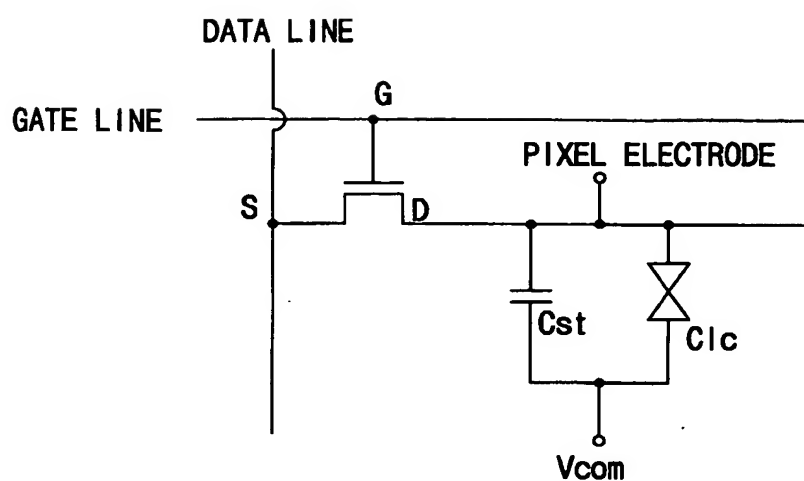 DATA LINE
G
GATE LINE
PIXEL ELECTRODE
S
D
Cst
Clc
Vcom